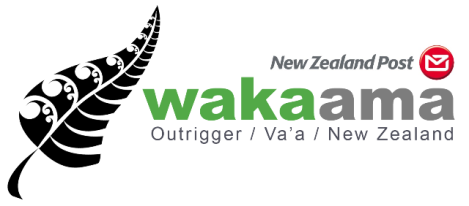 New Zealand Post
wakaama
Outrigger / Va'a / New Zealand